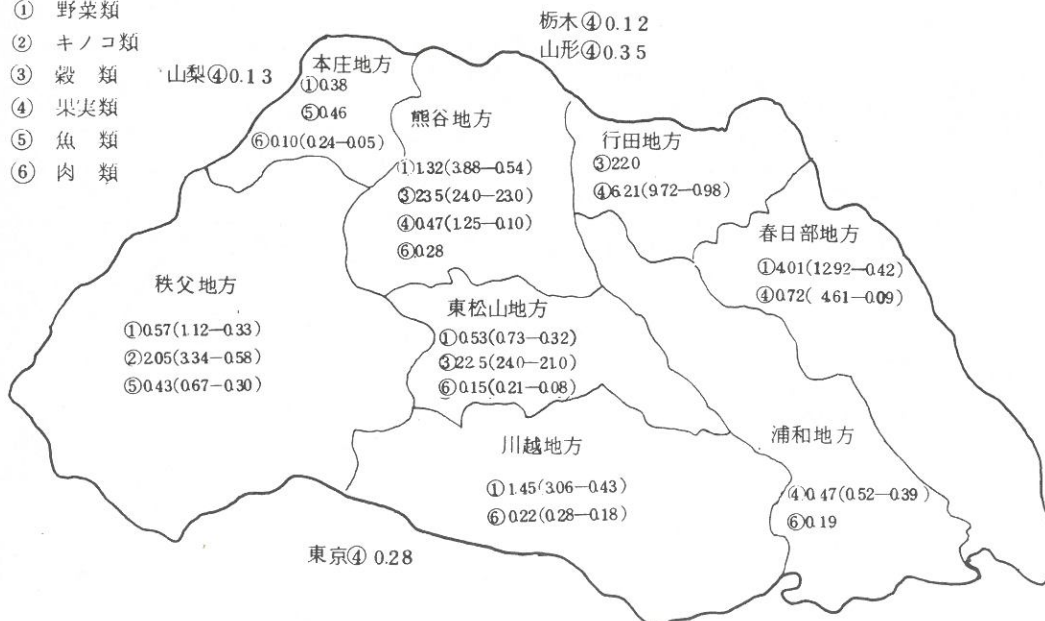 ① 野菜類
② キノコ類
③ 穀 類
④ 果実類
⑤ 魚 類
⑥ 肉 類
山梨④0.13
栃木④0.12
山形④0.35
本庄地方
①0.38
⑤0.46
⑥0.10(0.24-0.05)
熊谷地方
①1.32(3.88-0.54)
③23.5(24.0-23.0)
④0.47(1.25-0.10)
⑥0.28
行田地方
③22.0
④6.21(9.72-0.98)
春日部地方
①4.01(12.92-0.42)
④0.72( 4.61-0.09)
秩父地方
①0.57(1.12-0.33)
②2.05(3.34-0.58)
⑤0.43(0.67-0.30)
東松山地方
①0.53(0.73-0.32)
③22.5(24.0-21.0)
⑥0.15(0.21-0.08)
川越地方
①1.45(3.06-0.43)
⑥0.22(0.28-0.18)
浦和地方
④0.47(0.52-0.39)
⑥0.19
東京④ 0.28